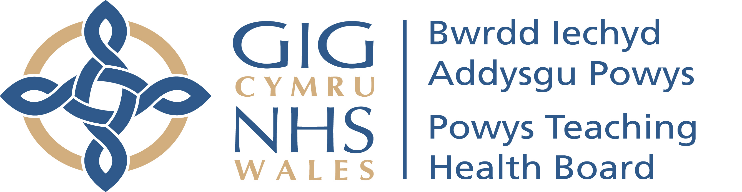 GIG
CYMRU
NHS
WALES
Bwrdd Iechyd
Addysgu Powys
Powys Teaching
Health Board